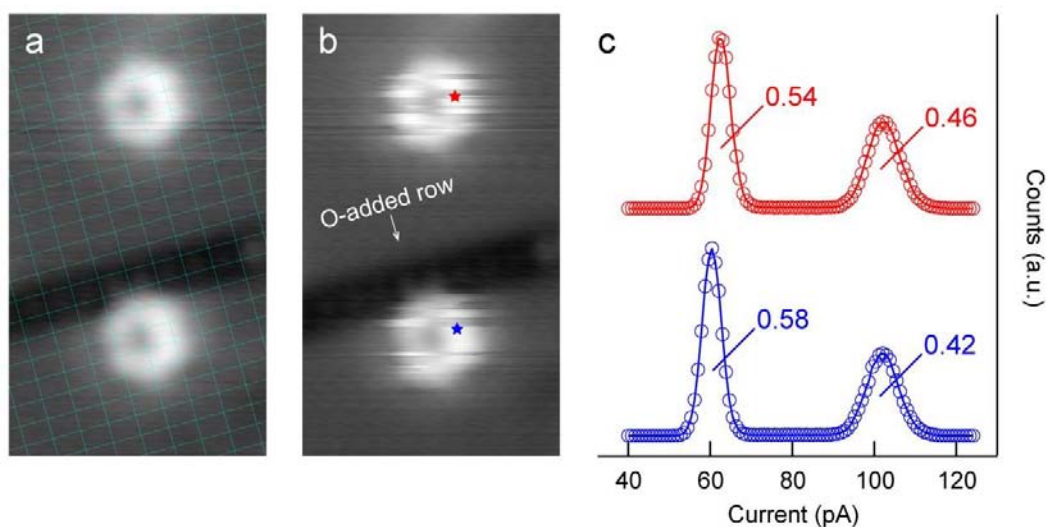 a
b
c
O-added row
0.54
0.46
0.58
0.42
Counts (a.u.)
40 60 80 100 120
Current (pA)